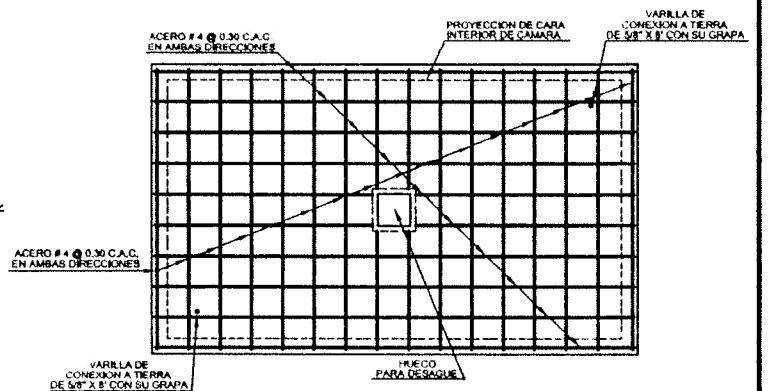 ACERO # 4 @ 0.30 C.A.C
EN AMBAS DIRECCIONES
PROYECCION DE CARA
INTERIOR DE CAMARA
VARILLA DE
CONEXION A TIERRA
DE 5/8" X 8' CON SU GRAPA
ACERO # 4 @ 0.30 C.A.C.
EN AMBAS DIRECCIONES
VARILLA DE
CONEXION A TIERRA
DE 5/8" X 8' CON SU GRAPA
HUECO
PARA DESAGUE